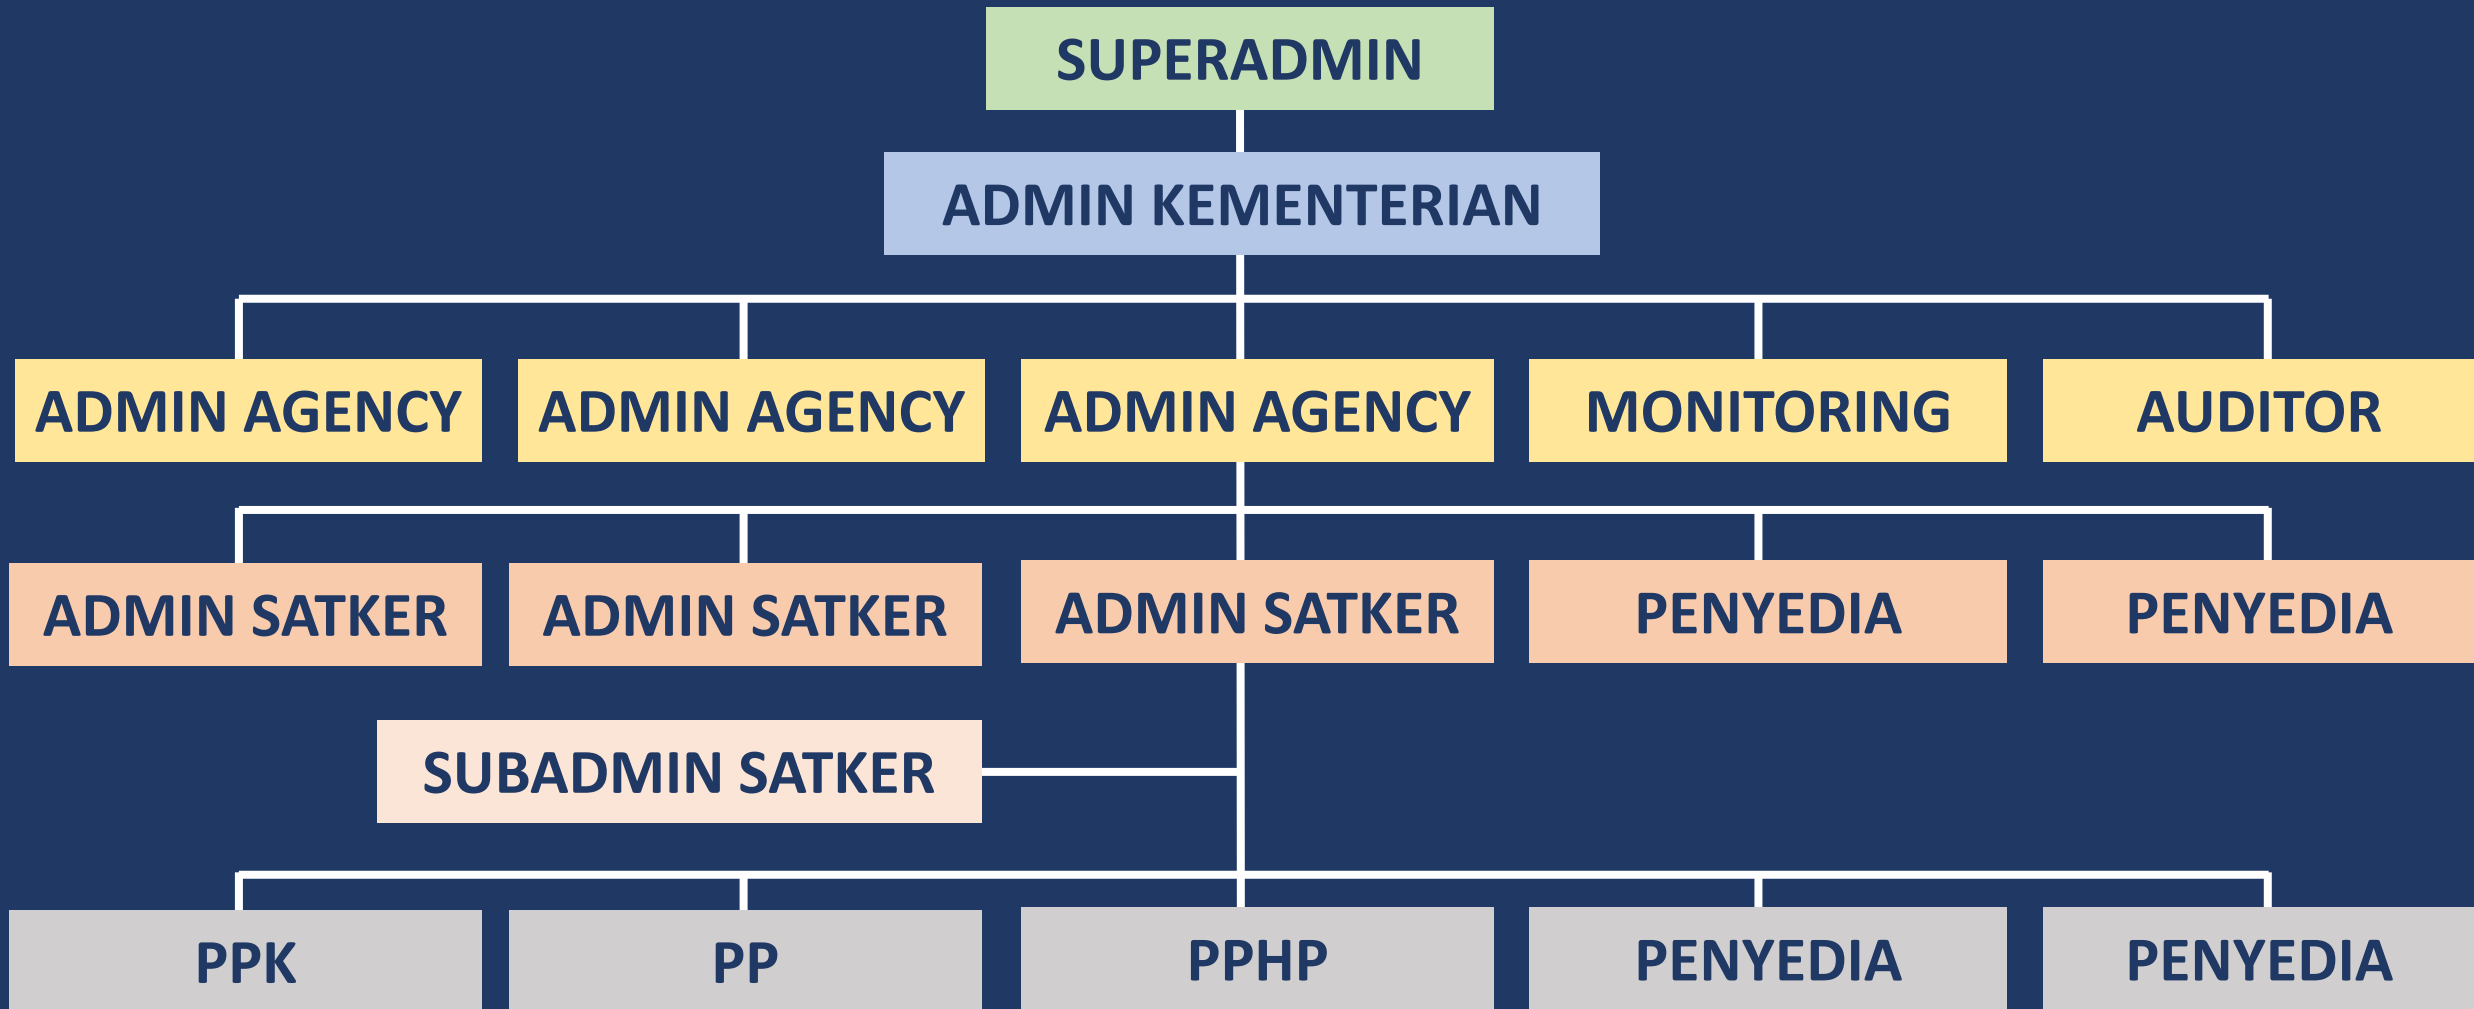 SUPERADMIN
ADMIN KEMENTERIAN
ADMIN AGENCY
ADMIN AGENCY
ADMIN AGENCY
MONITORING
AUDITOR
ADMIN SATKER
ADMIN SATKER
ADMIN SATKER
PENYEDIA
PENYEDIA
SUBADMIN SATKER
PPK
PP
PPHP
PENYEDIA
PENYEDIA